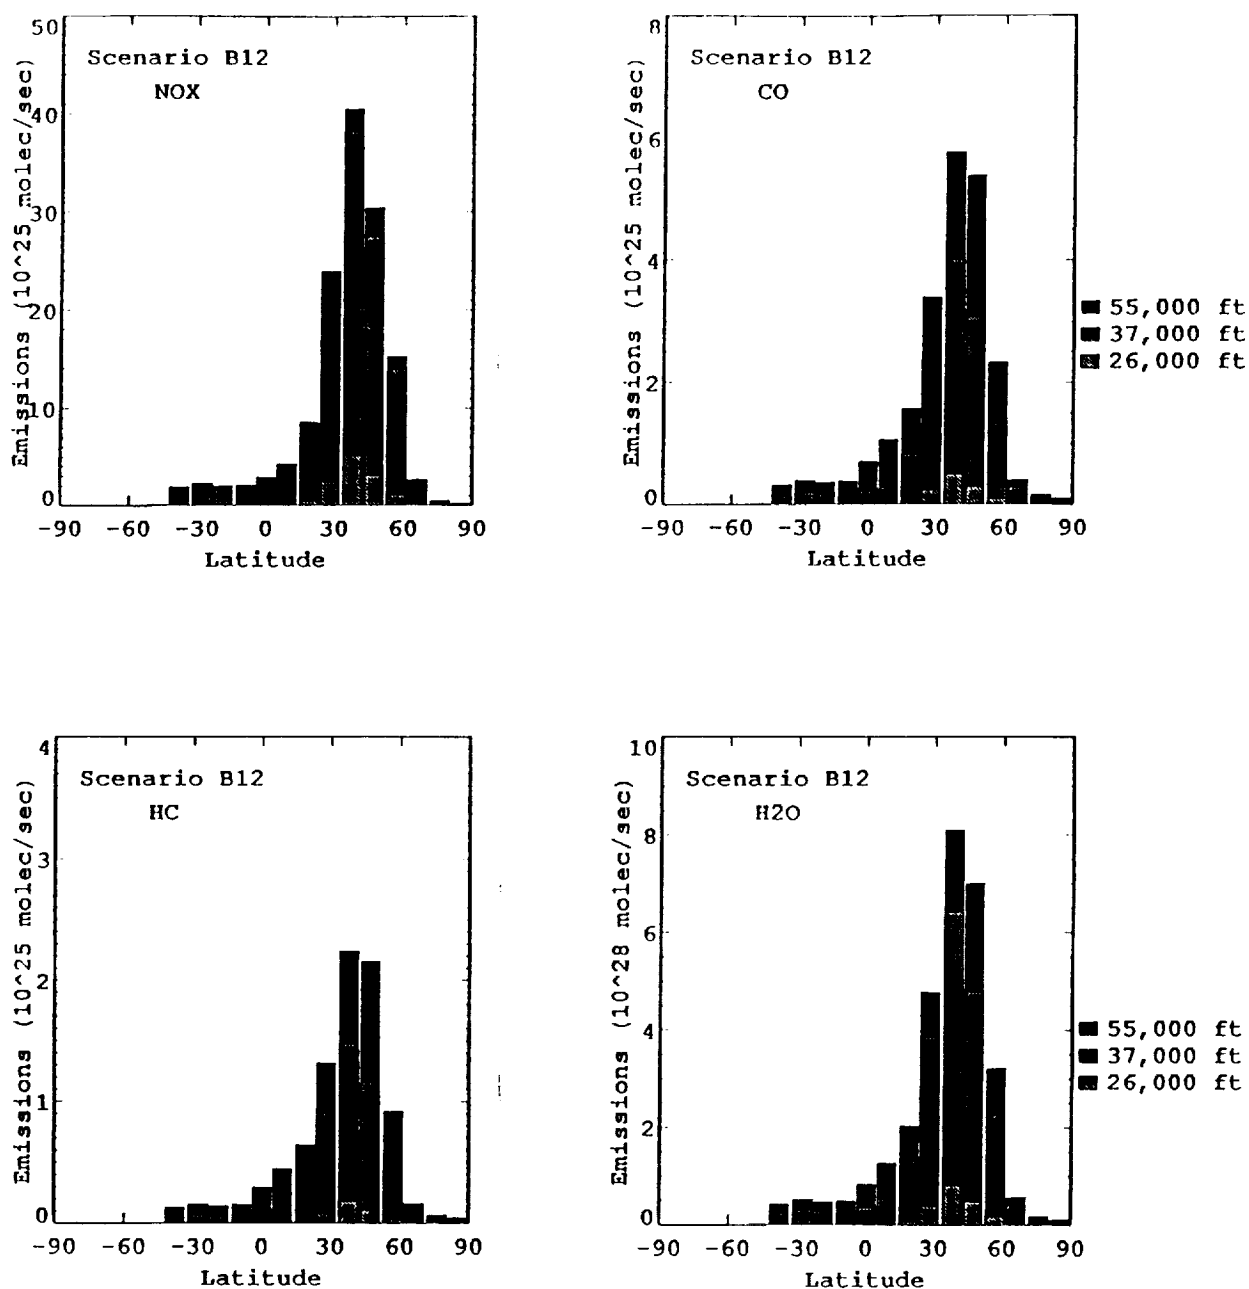 50
40
30
20
10
0
Emissions (10^25 molec/sec)
Scenario B12
NOX
-90 -60 -30 0 30 60 90
Latitude
8
6
4
2
0
Emissions (10^25 molec/sec)
Scenario B12
CO
-90 -60 -30 0 30 60 90
Latitude
55,000 ft
37,000 ft
26,000 ft
4
3
2
1
0
Emissions (10^25 molec/sec)
Scenario B12
HC
-90 -60 -30 0 30 60 90
Latitude
10
8
6
4
2
0
Emissions (10^28 molec/sec)
Scenario B12
H2O
-90 -60 -30 0 30 60 90
Latitude
55,000 ft
37,000 ft
26,000 ft